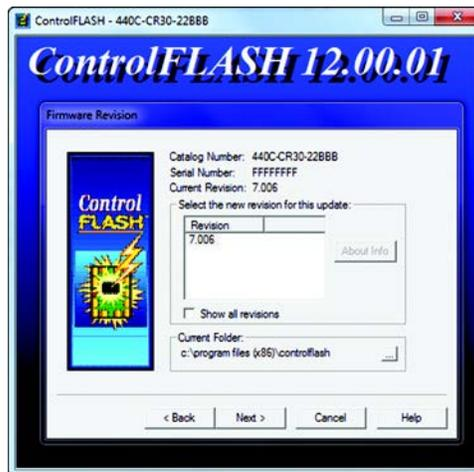 ControlFLASH - 440C-CR30-22BBB
ControlFLASH 12.00.01
Firmware Revision
Control
FLASH
Catalog Number: 440C-CR30-22BBB
Serial Number: FFFFFFFF
Current Revision: 7.006
Select the new revision for this update:
Revision
7.006
About Info
Show all revisions
Current Folder:
c:\program files (x86)\controlflash
...
< Back Next > Cancel Help